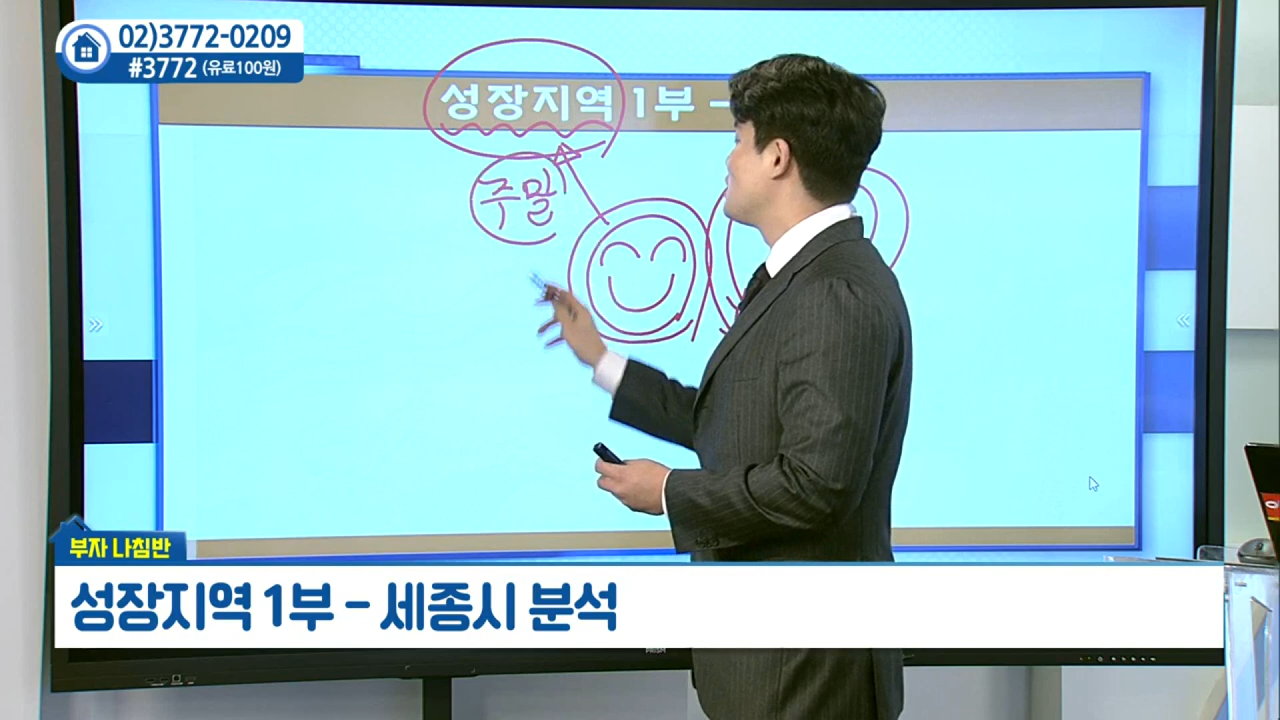 02)3772-0209
#3772 (유료100원)
성장지역 1부 -
주말
부자 나침반
성장지역 1부 - 세종시 분석
PRISM